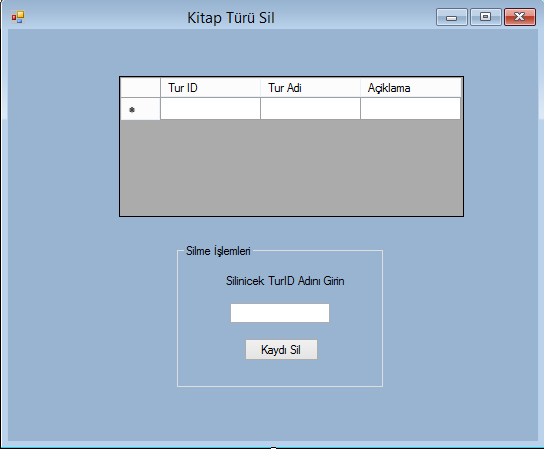 Kitap Türü Sil
Tur ID Tur Adi Açiklama
*
Silme İşlemleri
Silinicek TurID Adını Girin
Kaydı Sil